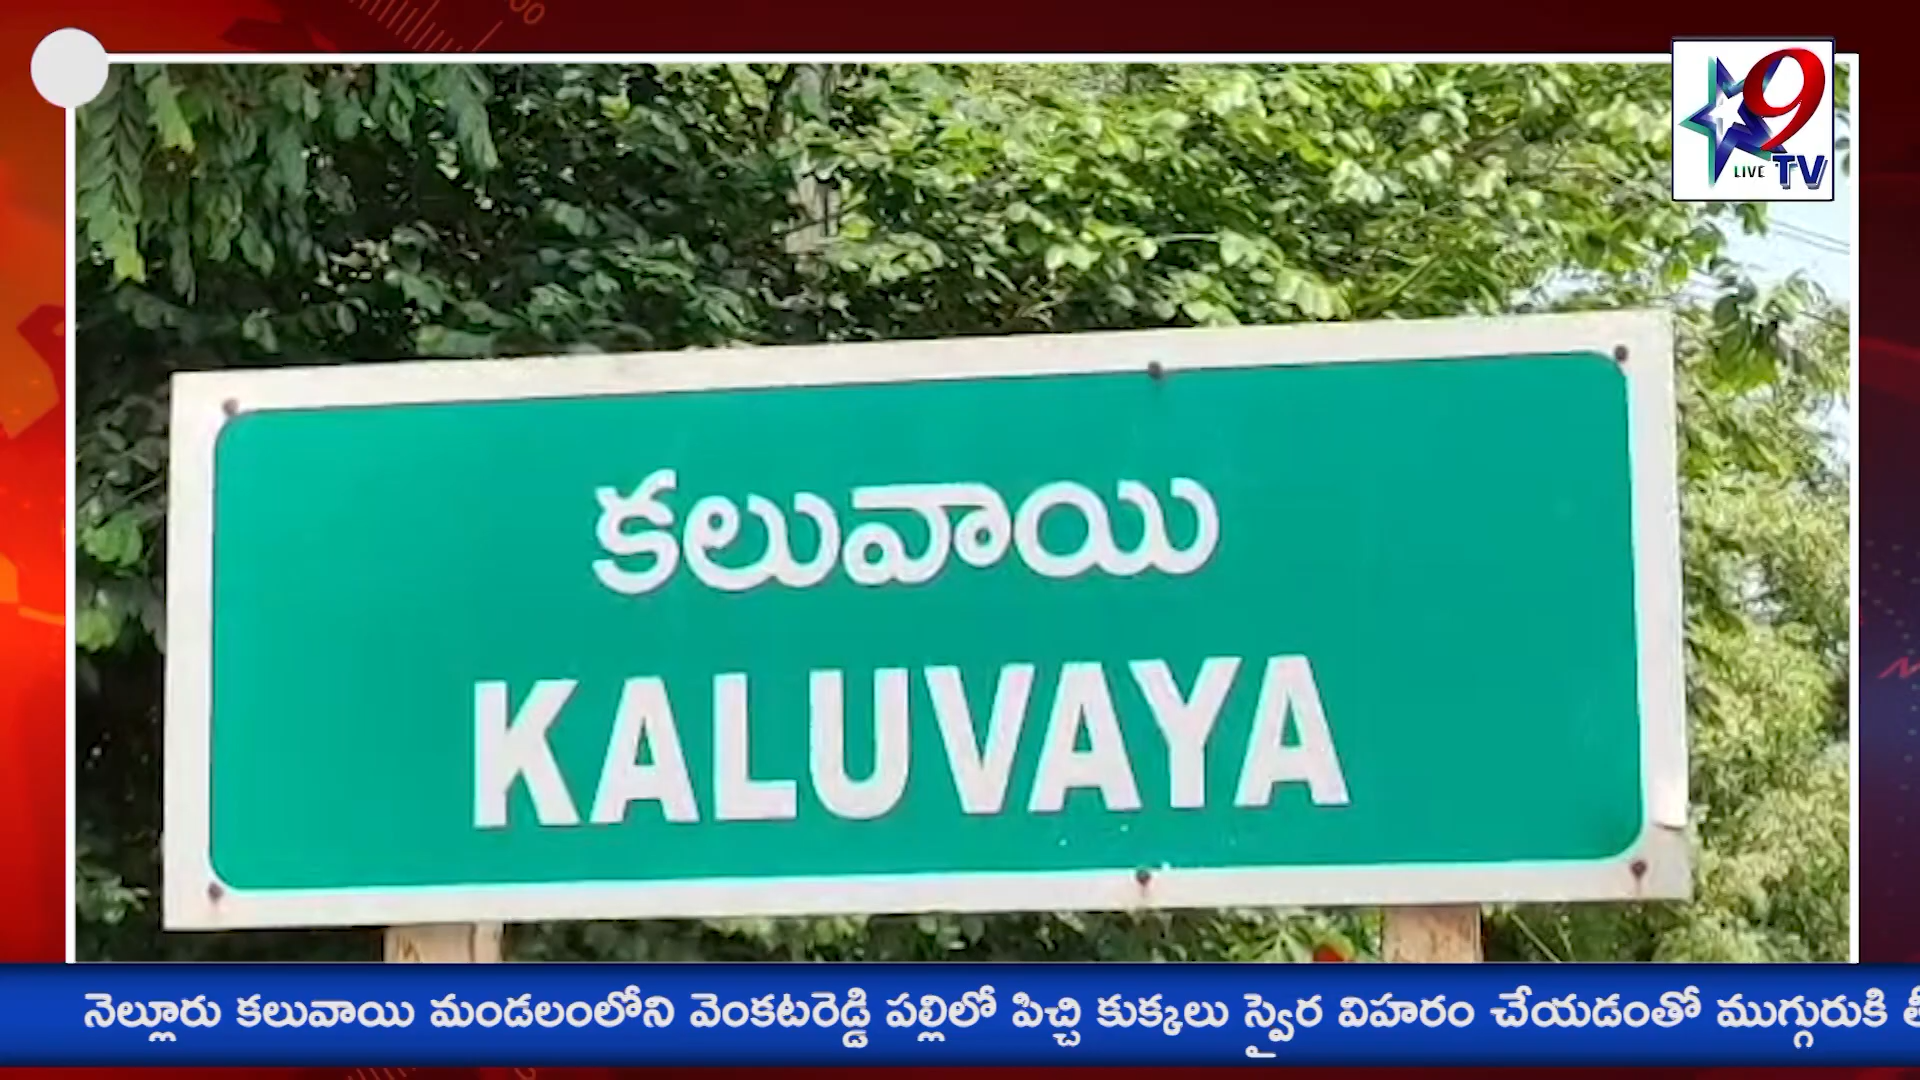 9
LIVE TV
కలువాయి
KALUVAYA
నెల్లూరు కలువాయి మండలంలోని వెంకటరెడ్డి పల్లిలో పిచ్చి కుక్కలు స్వైర విహారం చేయడంతో ముగ్గురుకి